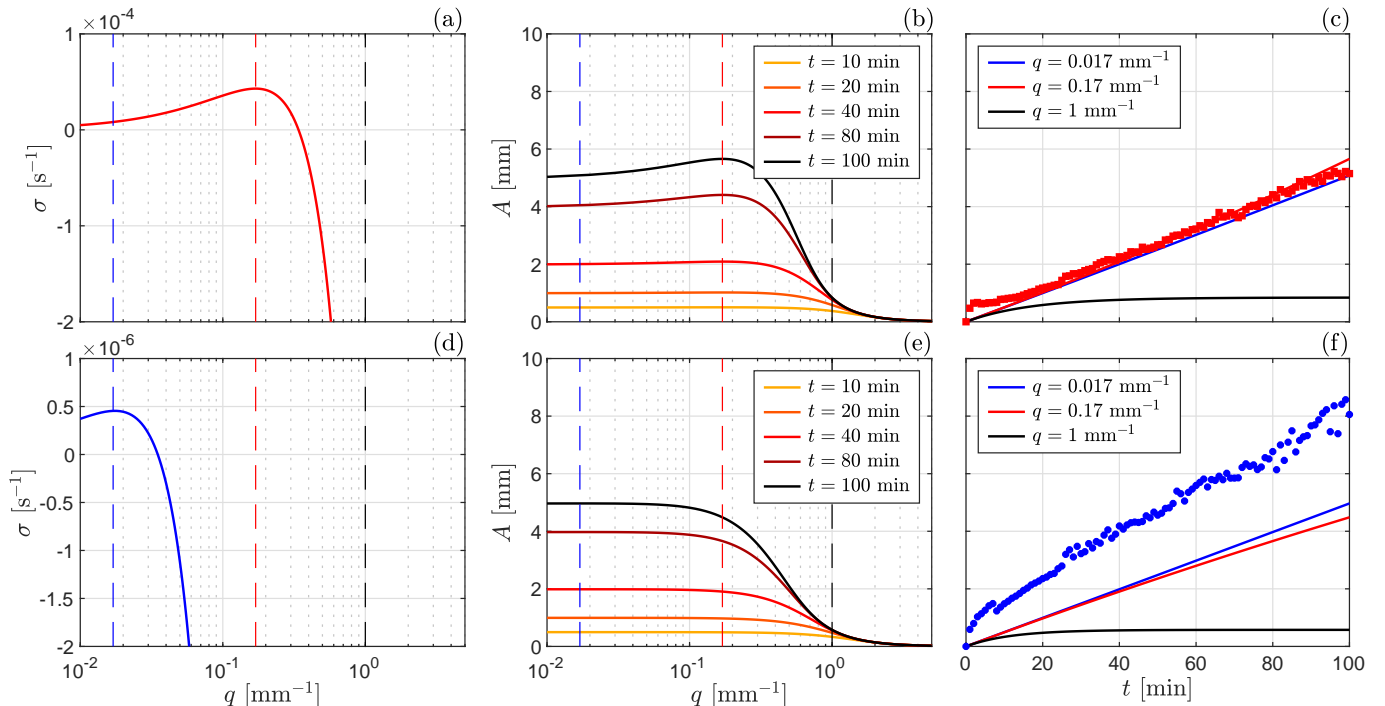 ×10⁻⁴
(a)
1
0
-1
-2
σ [s⁻¹]
(b)
10
8
6
4
2
0
A [mm]
t = 10 min
t = 20 min
t = 40 min
t = 80 min
t = 100 min
(c)
q = 0.017 mm⁻¹
q = 0.17 mm⁻¹
q = 1 mm⁻¹
×10⁻⁶
(d)
1
0.5
0
-0.5
-1
-1.5
-2
σ [s⁻¹]
10⁻² 10⁻¹ 10⁰
q [mm⁻¹]
(e)
10
8
6
4
2
0
A [mm]
t = 10 min
t = 20 min
t = 40 min
t = 80 min
t = 100 min
10⁻² 10⁻¹ 10⁰
q [mm⁻¹]
(f)
q = 0.017 mm⁻¹
q = 0.17 mm⁻¹
q = 1 mm⁻¹
0 20 40 60 80 100
t [min]